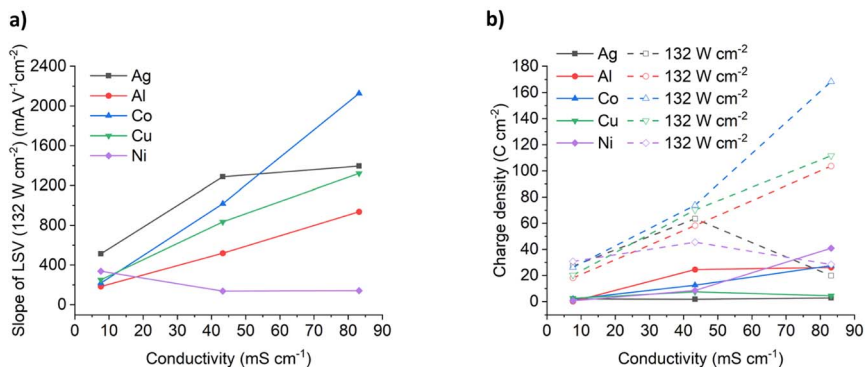 a)
Slope of LSV (132 W cm⁻²) (mA V⁻¹cm⁻²)
2400
2000
1600
1200
800
400
0
Ag
Al
Co
Cu
Ni
0 10 20 30 40 50 60 70 80 90
Conductivity (mS cm⁻¹)
b)
Charge density (C cm⁻²)
180
160
140
120
100
80
60
40
20
0
Ag 132 W cm⁻²
Al 132 W cm⁻²
Co 132 W cm⁻²
Cu 132 W cm⁻²
Ni 132 W cm⁻²
0 10 20 30 40 50 60 70 80 90
Conductivity (mS cm⁻¹)